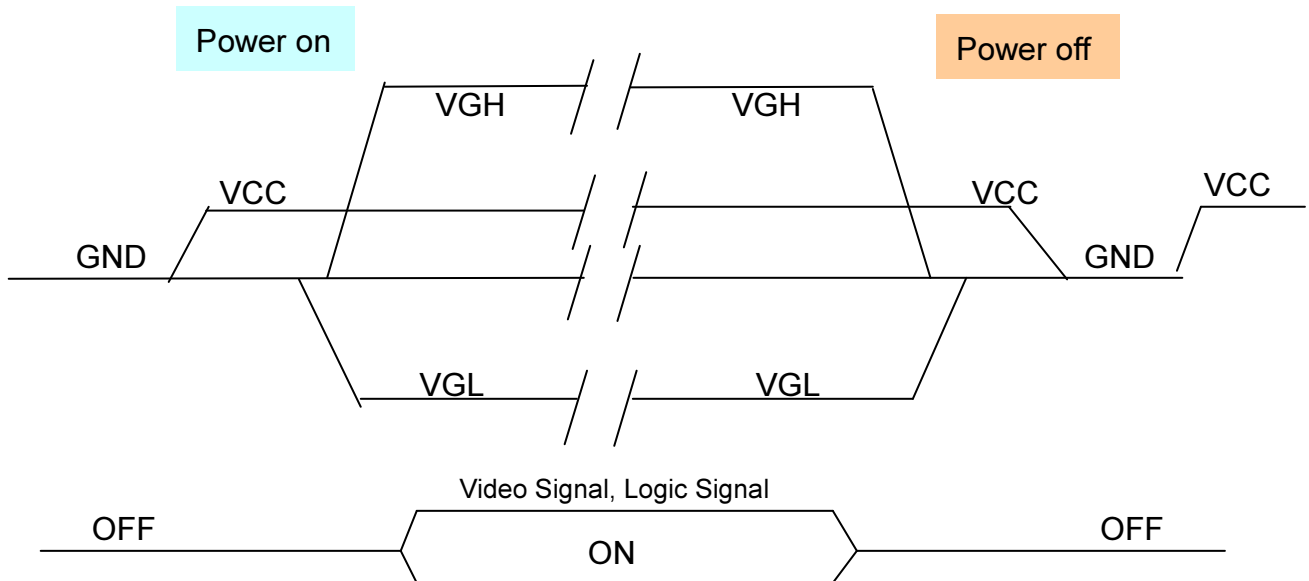 Power on
Power off
VGH
VGH
VCC
VCC
VCC
GND
GND
VGL
VGL
Video Signal, Logic Signal
OFF
OFF
ON